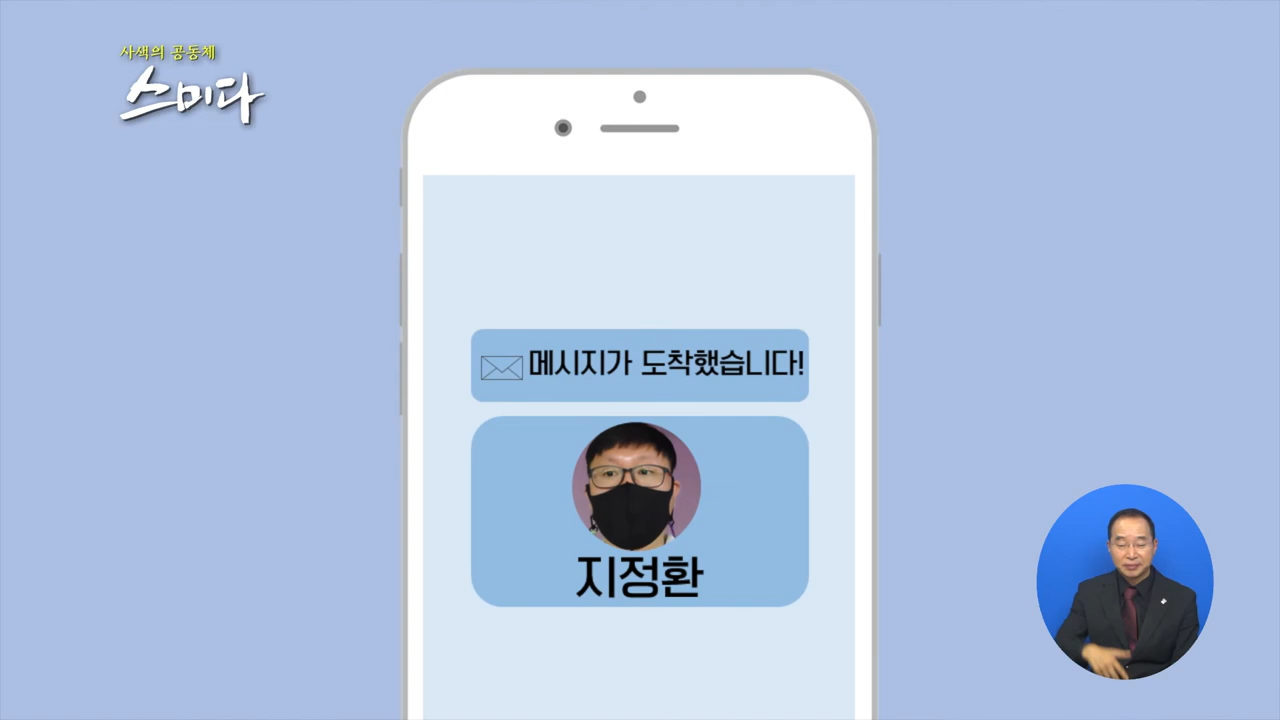 사색의 공동체
스미다
메시지가 도착했습니다!
지정환